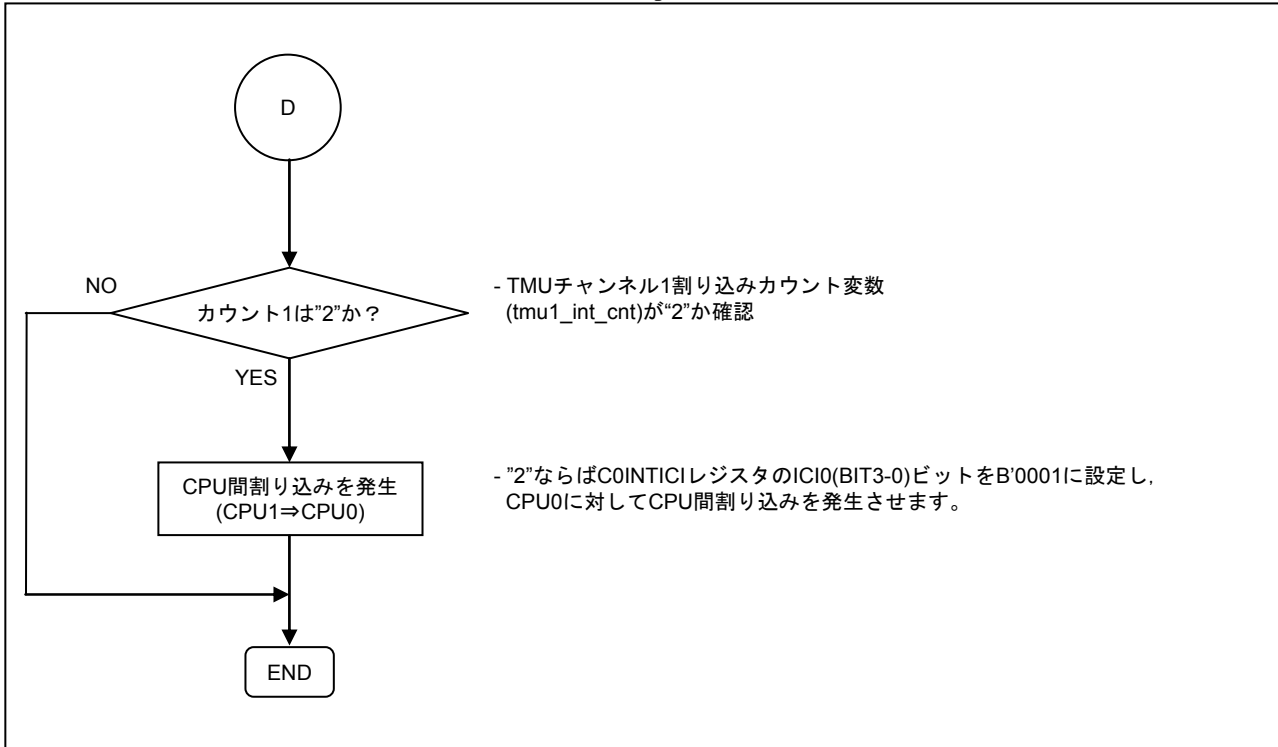 D
NO
カウント1は”2”か？
- TMUチャンネル1割り込みカウント変数
(tmu1_int_cnt)が“2”か確認
YES
CPU間割り込みを発生
(CPU1⇒CPU0)
- ”2”ならばC0INTICIレジスタのICI0(BIT3-0)ビットをB’0001に設定し,
CPU0に対してCPU間割り込みを発生させます。
END